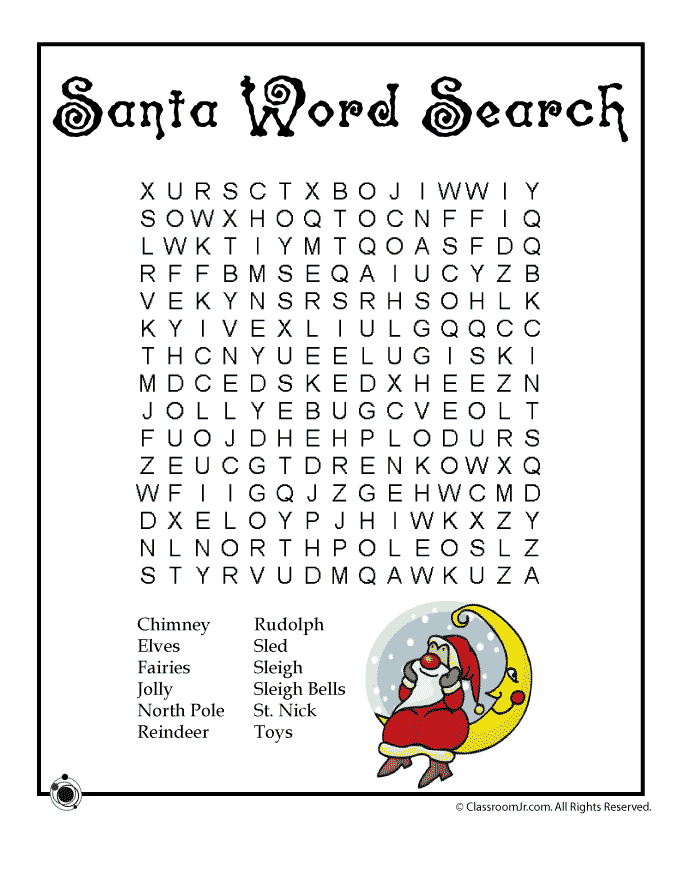 Santa Word Search
X U R S C T X B O J I W W I Y
S O W X H O Q T O C N F F I Q
L W K T I Y M T Q O A S F D Q
R F F B M S E Q A I U C Y Z B
V E K Y N S R S R H S O H L K
K Y I V E X L I U L G Q Q C C
T H C N Y U E E L U G I S K I
M D C E D S K E D X H E E Z N
J O L L Y E B U G C V E O L T
F U O J D H E H P L O D U R S
Z E U C G T D R E N K O W X Q
W F I I G Q J Z G E H W C M D
D X E L O Y P J H I W K X Z Y
N L N O R T H P O L E O S L Z
S T Y R V U D M Q A W K U Z A
Chimney Rudolph
Elves Sled
Fairies Sleigh
Jolly Sleigh Bells
North Pole St. Nick
Reindeer Toys
© ClassroomJr.com. All Rights Reserved.